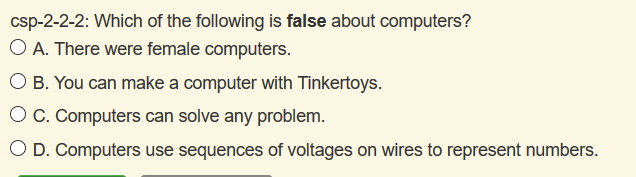 csp-2-2-2: Which of the following is false about computers?
A. There were female computers.
B. You can make a computer with Tinkertoys.
C. Computers can solve any problem.
D. Computers use sequences of voltages on wires to represent numbers.